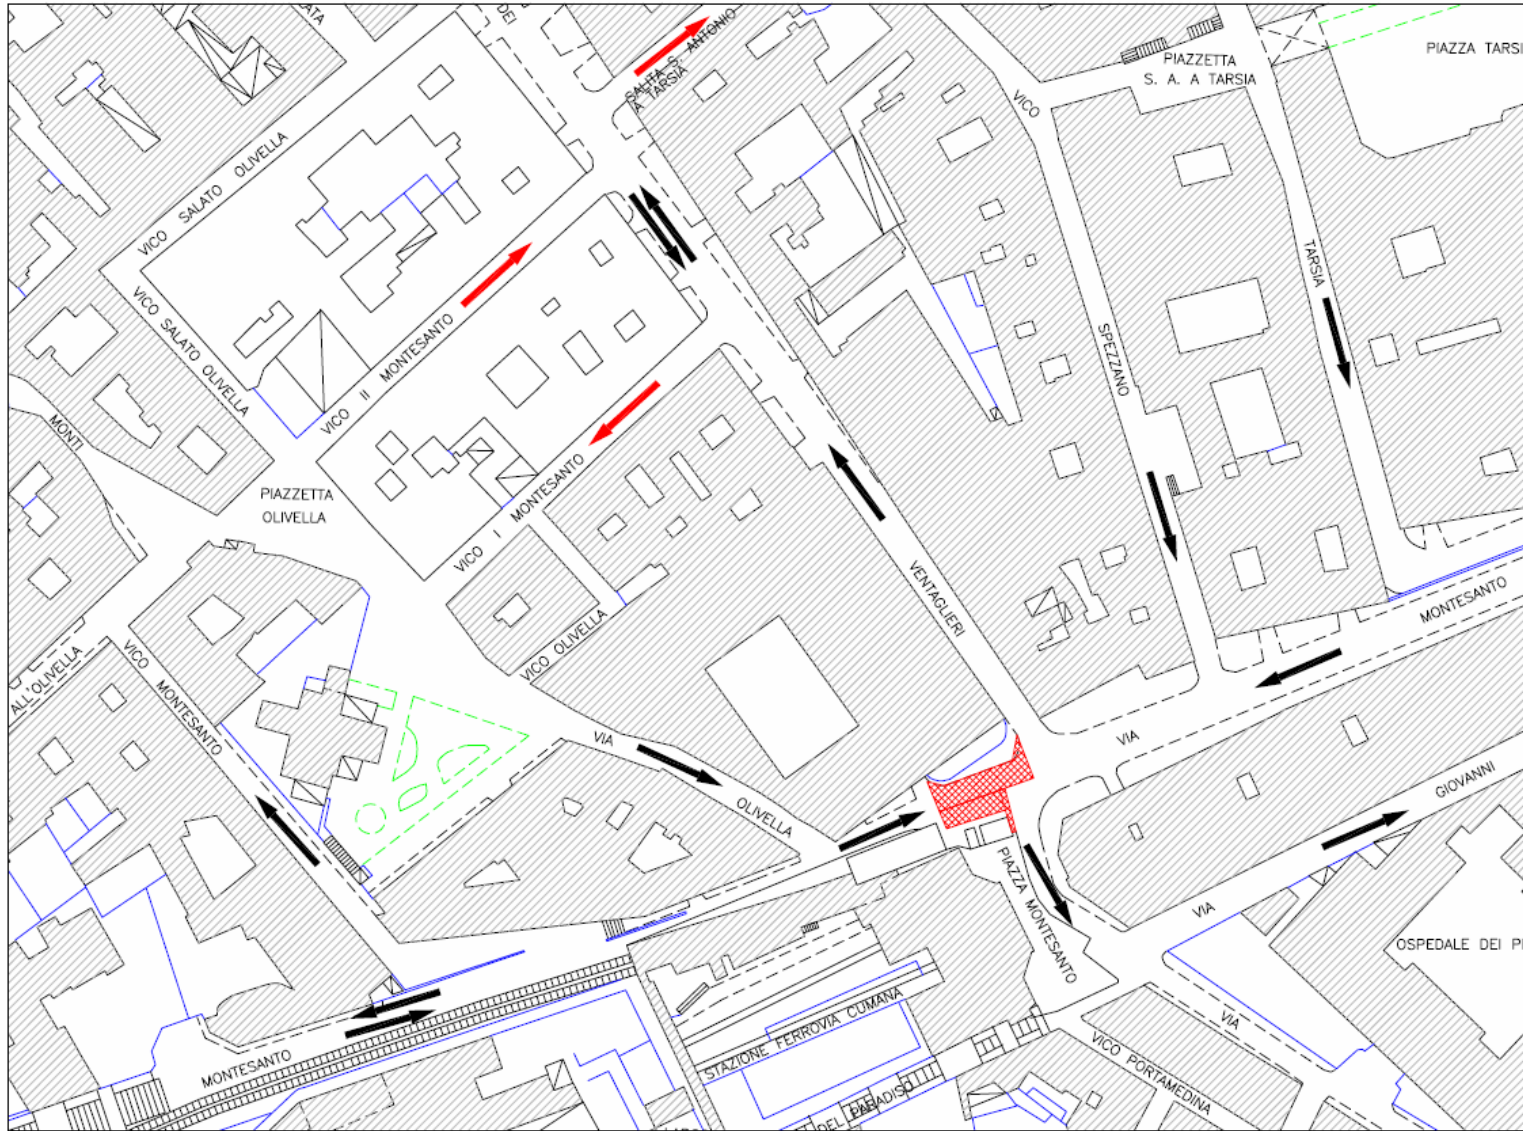 DEI
SALITA S. ANTONIO
A TARSIA
PIAZZETTA
S. A. A TARSIA
VICO
VICO SALATO OLIVELLA
VICO SALATO OLIVELLA
TARSIA
SPEZZANO
VICO II MONTESANTO
MONTI
PIAZZETTA
OLIVELLA
VICO I MONTESANTO
VENTAGLIERI
MONTESANTO
VICO OLIVELLA
ALL'OLIVELLA
VICO MONTESANTO
VIA
VIA
OLIVELLA
GIOVANNI
PIAZZA MONTESANTO
VIA
VIA
STAZIONE FERROVIA CUMANA
MONTESANTO
VICO PORTAMEDINA
DEL PARADISO
PIAZZA
OSPEDALE DEI